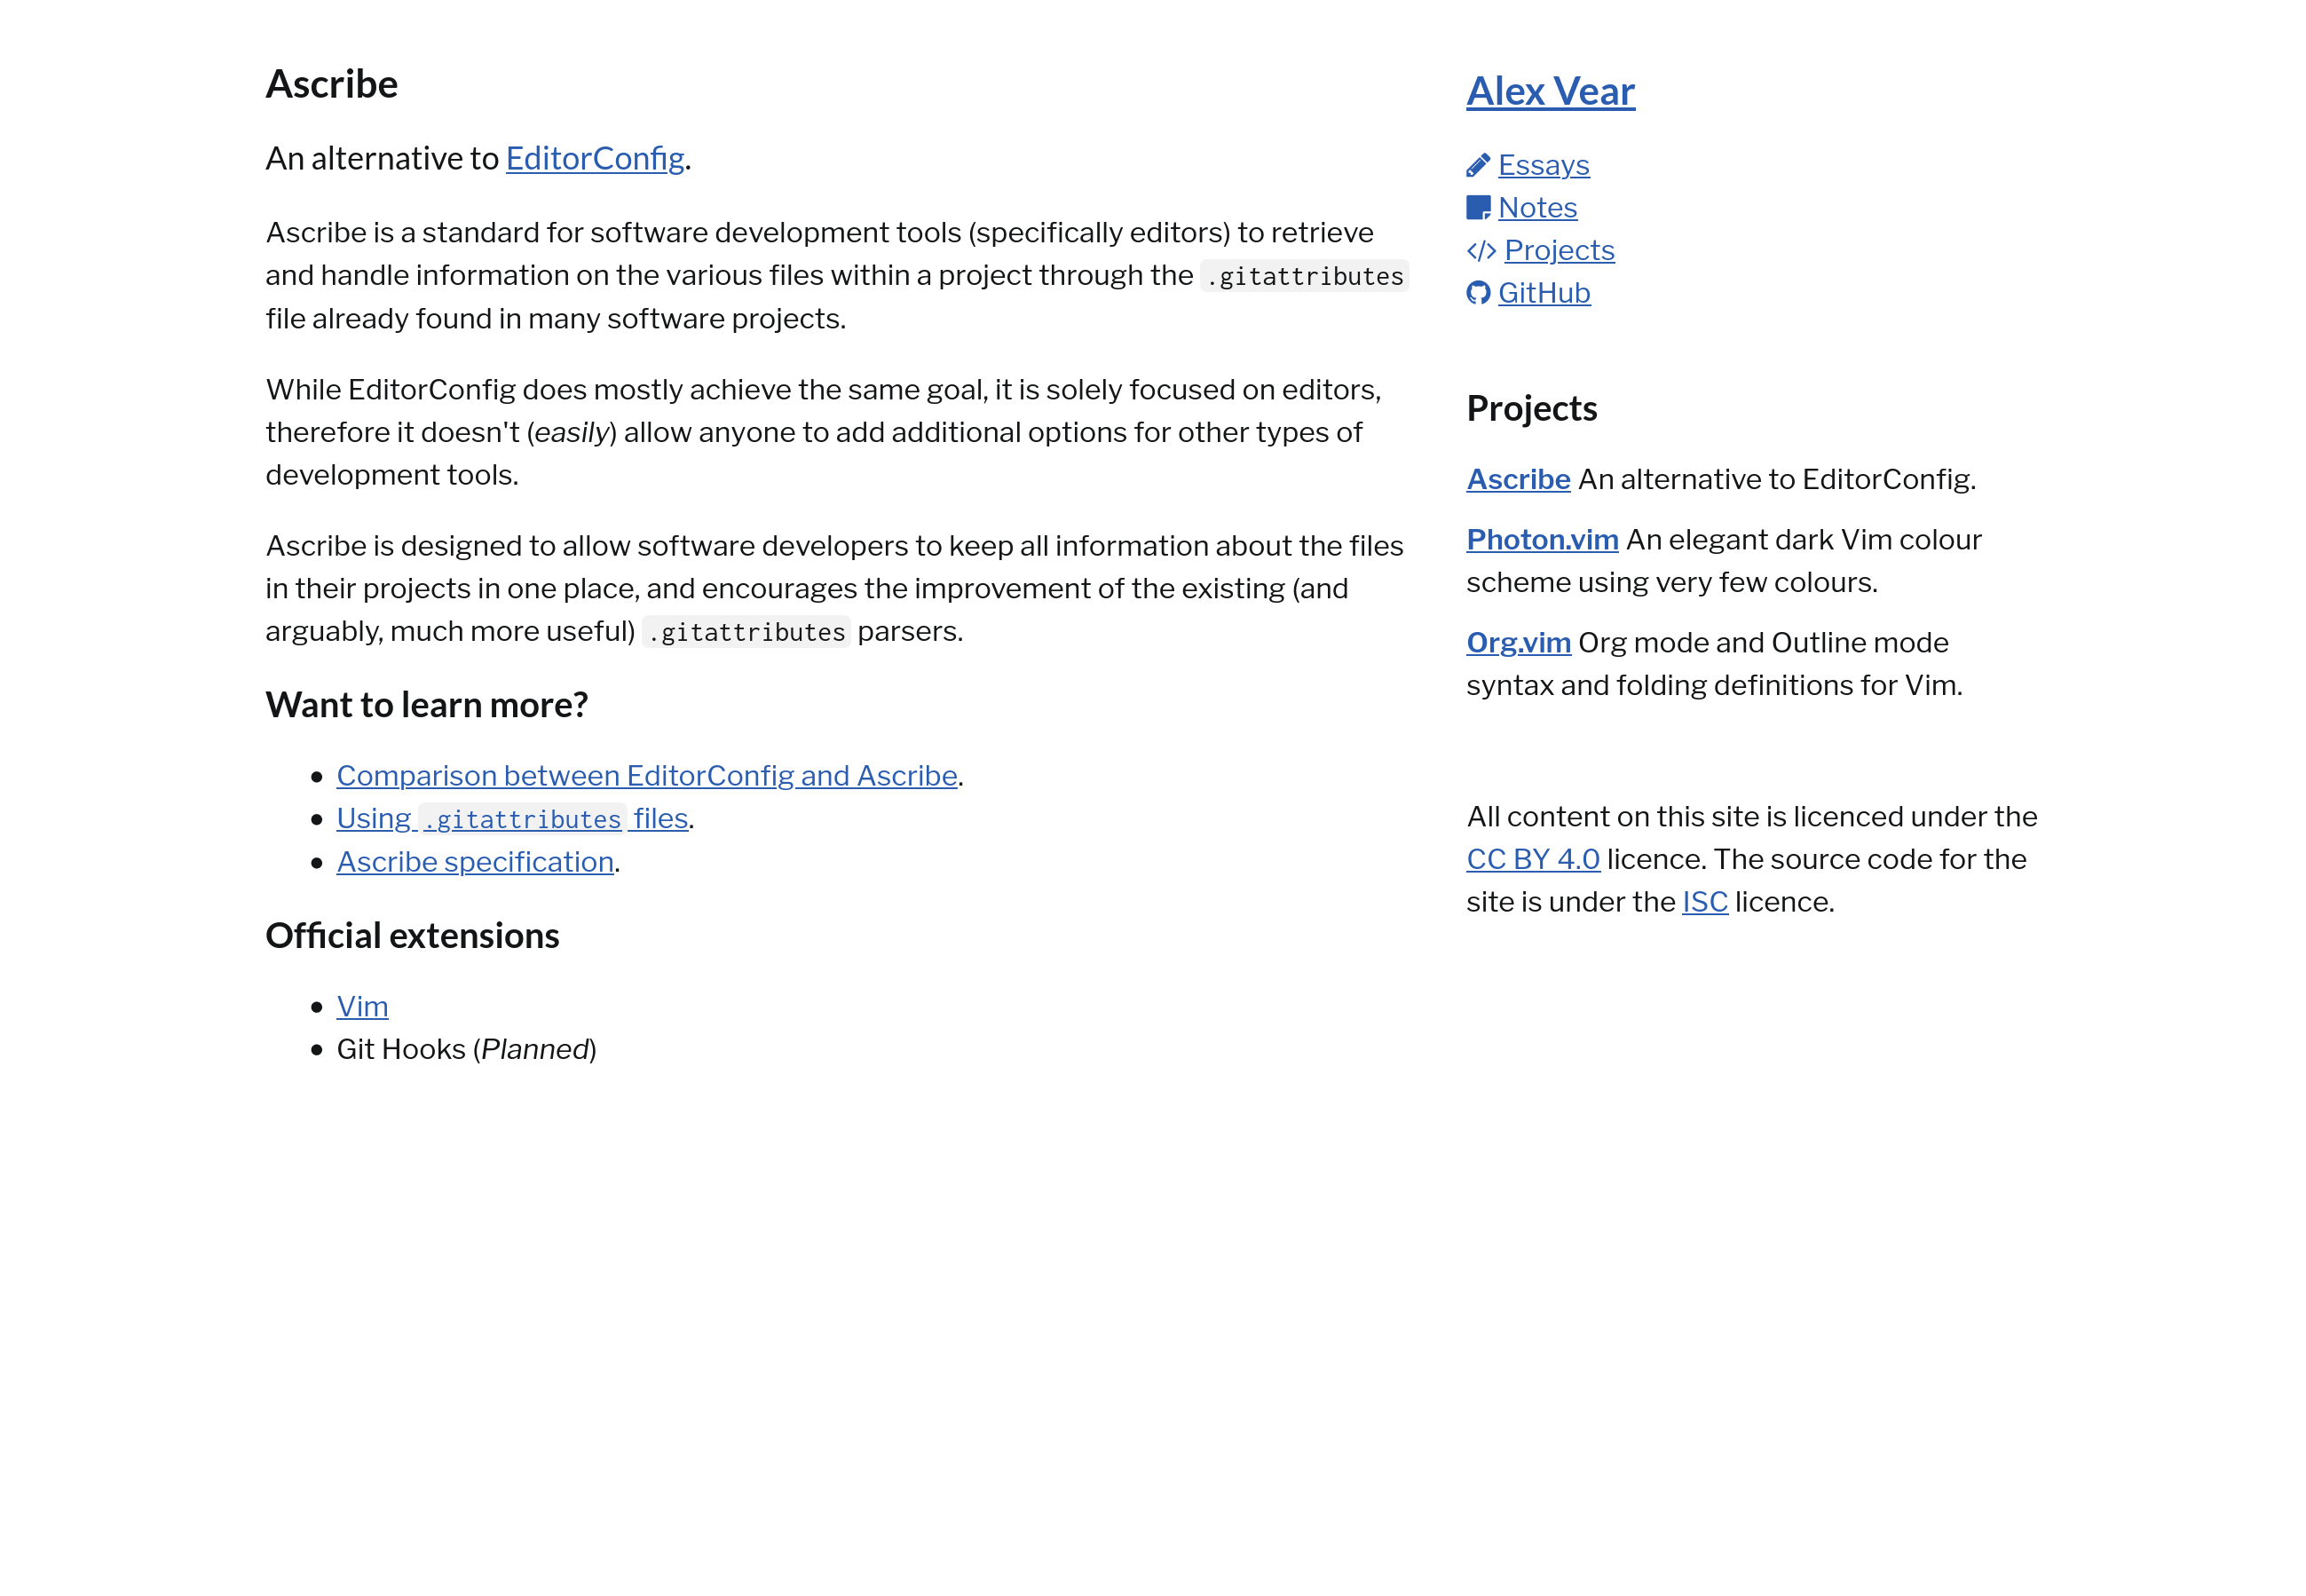 Ascribe
An alternative to EditorConfig.
Ascribe is a standard for software development tools (specifically editors) to retrieve
and handle information on the various files within a project through the .gitattributes
file already found in many software projects.
While EditorConfig does mostly achieve the same goal, it is solely focused on editors,
therefore it doesn't (easily) allow anyone to add additional options for other types of
development tools.
Ascribe is designed to allow software developers to keep all information about the files
in their projects in one place, and encourages the improvement of the existing (and
arguably, much more useful) .gitattributes parsers.
Want to learn more?
Comparison between EditorConfig and Ascribe.
Using .gitattributes files.
Ascribe specification.
Official extensions
Vim
Git Hooks (Planned)
Alex Vear
Essays
Notes
Projects
GitHub
Projects
Ascribe An alternative to EditorConfig.
Photon.vim An elegant dark Vim colour
scheme using very few colours.
Org.vim Org mode and Outline mode
syntax and folding definitions for Vim.
All content on this site is licenced under the
CC BY 4.0 licence. The source code for the
site is under the ISC licence.